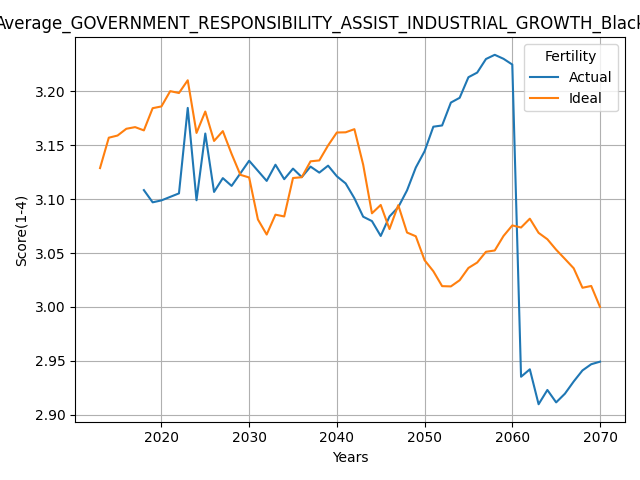 Average_GOVERNMENT_RESPONSIBILITY_ASSIST_INDUSTRIAL_GROWTH_Black
Fertility
Actual
Ideal
Score(1-4)
3.20
3.15
3.10
3.05
3.00
2.95
2.90
2020 2030 2040 2050 2060 2070
Years